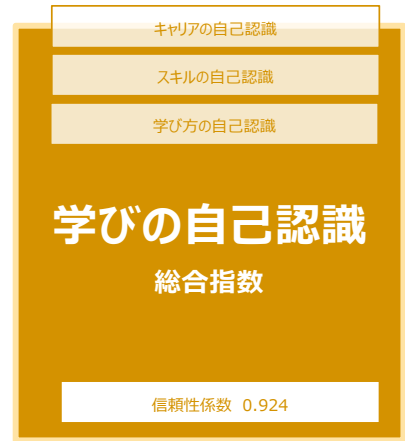 キャリアの自己認識
スキルの自己認識
学び方の自己認識
学びの自己認識
総合指数
信頼性係数 0.924